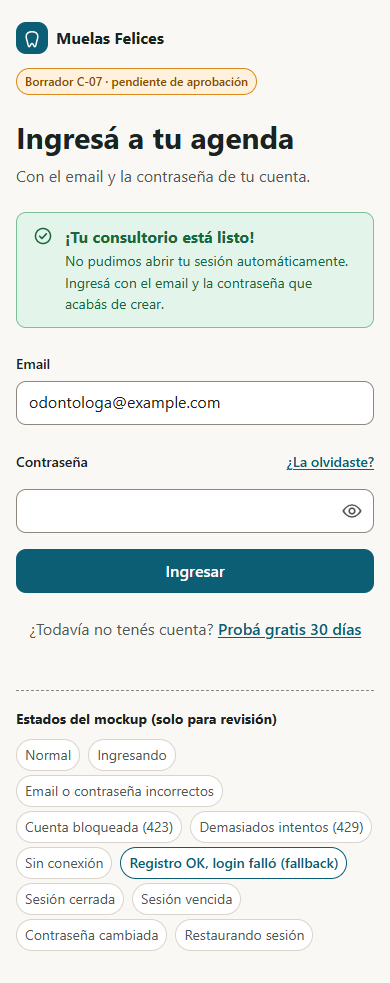 Muelas Felices
Borrador C-07 · pendiente de aprobación
Ingresá a tu agenda
Con el email y la contraseña de tu cuenta.
¡Tu consultorio está listo!
No pudimos abrir tu sesión automáticamente.
Ingresá con el email y la contraseña que
acabás de crear.
Email
odontologa@example.com
Contraseña ¿La olvidaste?
Ingresar
¿Todavía no tenés cuenta? Probá gratis 30 días
Estados del mockup (solo para revisión)
Normal Ingresando
Email o contraseña incorrectos
Cuenta bloqueada (423) Demasiados intentos (429)
Sin conexión Registro OK, login falló (fallback)
Sesión cerrada Sesión vencida
Contraseña cambiada Restaurando sesión